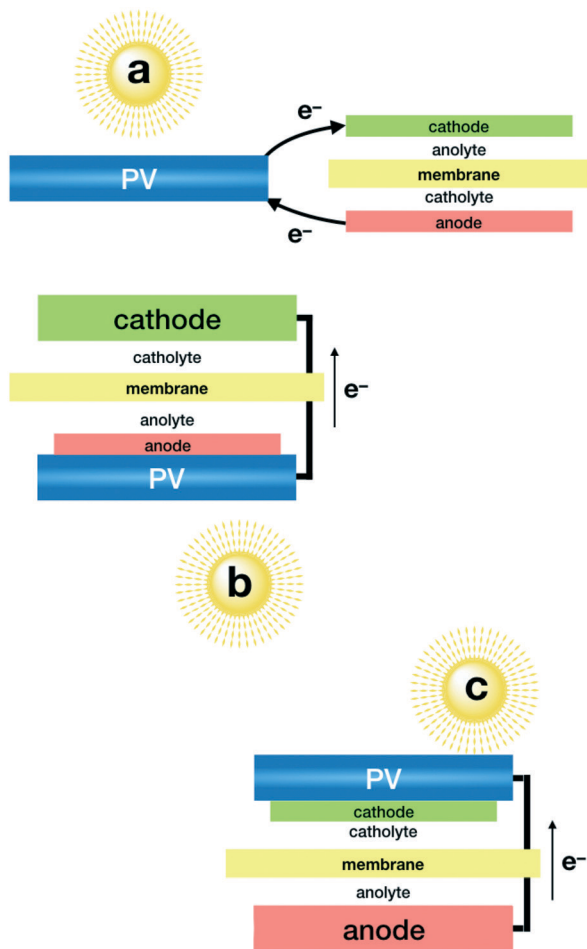 a
e⁻
cathode
anolyte
PV
membrane
catholyte
e⁻
anode
cathode
catholyte
membrane
e⁻
anolyte
anode
PV
b
c
PV
cathode
catholyte
membrane
e⁻
anolyte
anode